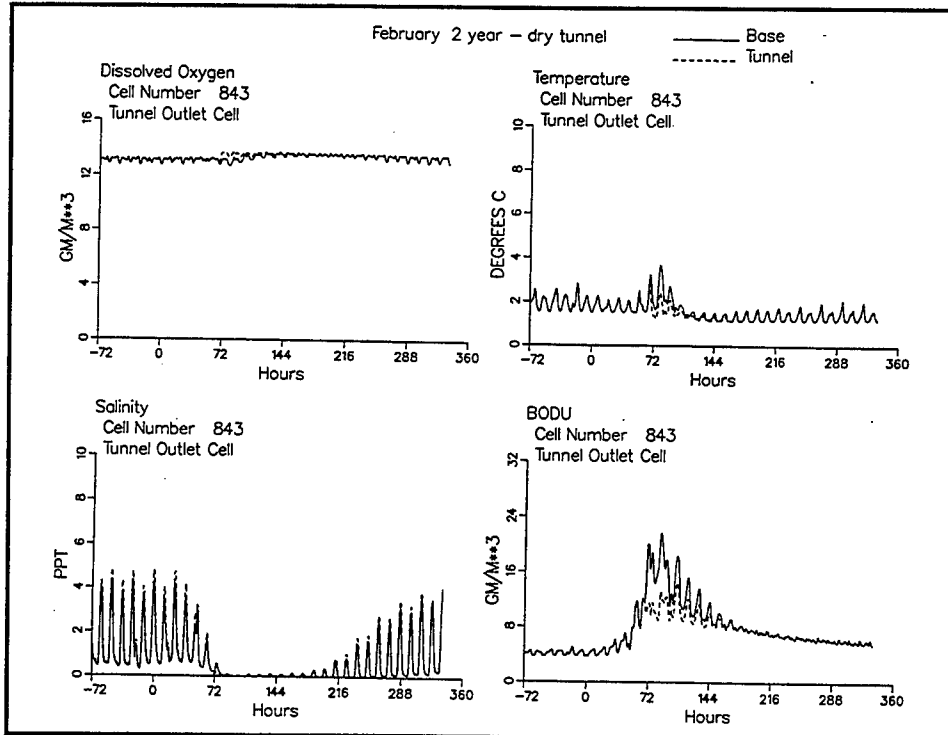 February 2 year – dry tunnel
Base
Tunnel
Dissolved Oxygen
Cell Number 843
Tunnel Outlet Cell
GM/M**3
16
12
8
4
0
-72 0 72 144 216 288 360
Hours
Temperature
Cell Number 843
Tunnel Outlet Cell
DEGREES C
10
8
6
4
2
0
-72 0 72 144 216 288 360
Hours
Salinity
Cell Number 843
Tunnel Outlet Cell
PPT
10
8
6
4
2
0
-72 0 72 144 216 288 360
Hours
BODU
Cell Number 843
Tunnel Outlet Cell
GM/M**3
32
24
16
8
0
-72 0 72 144 216 288 360
Hours